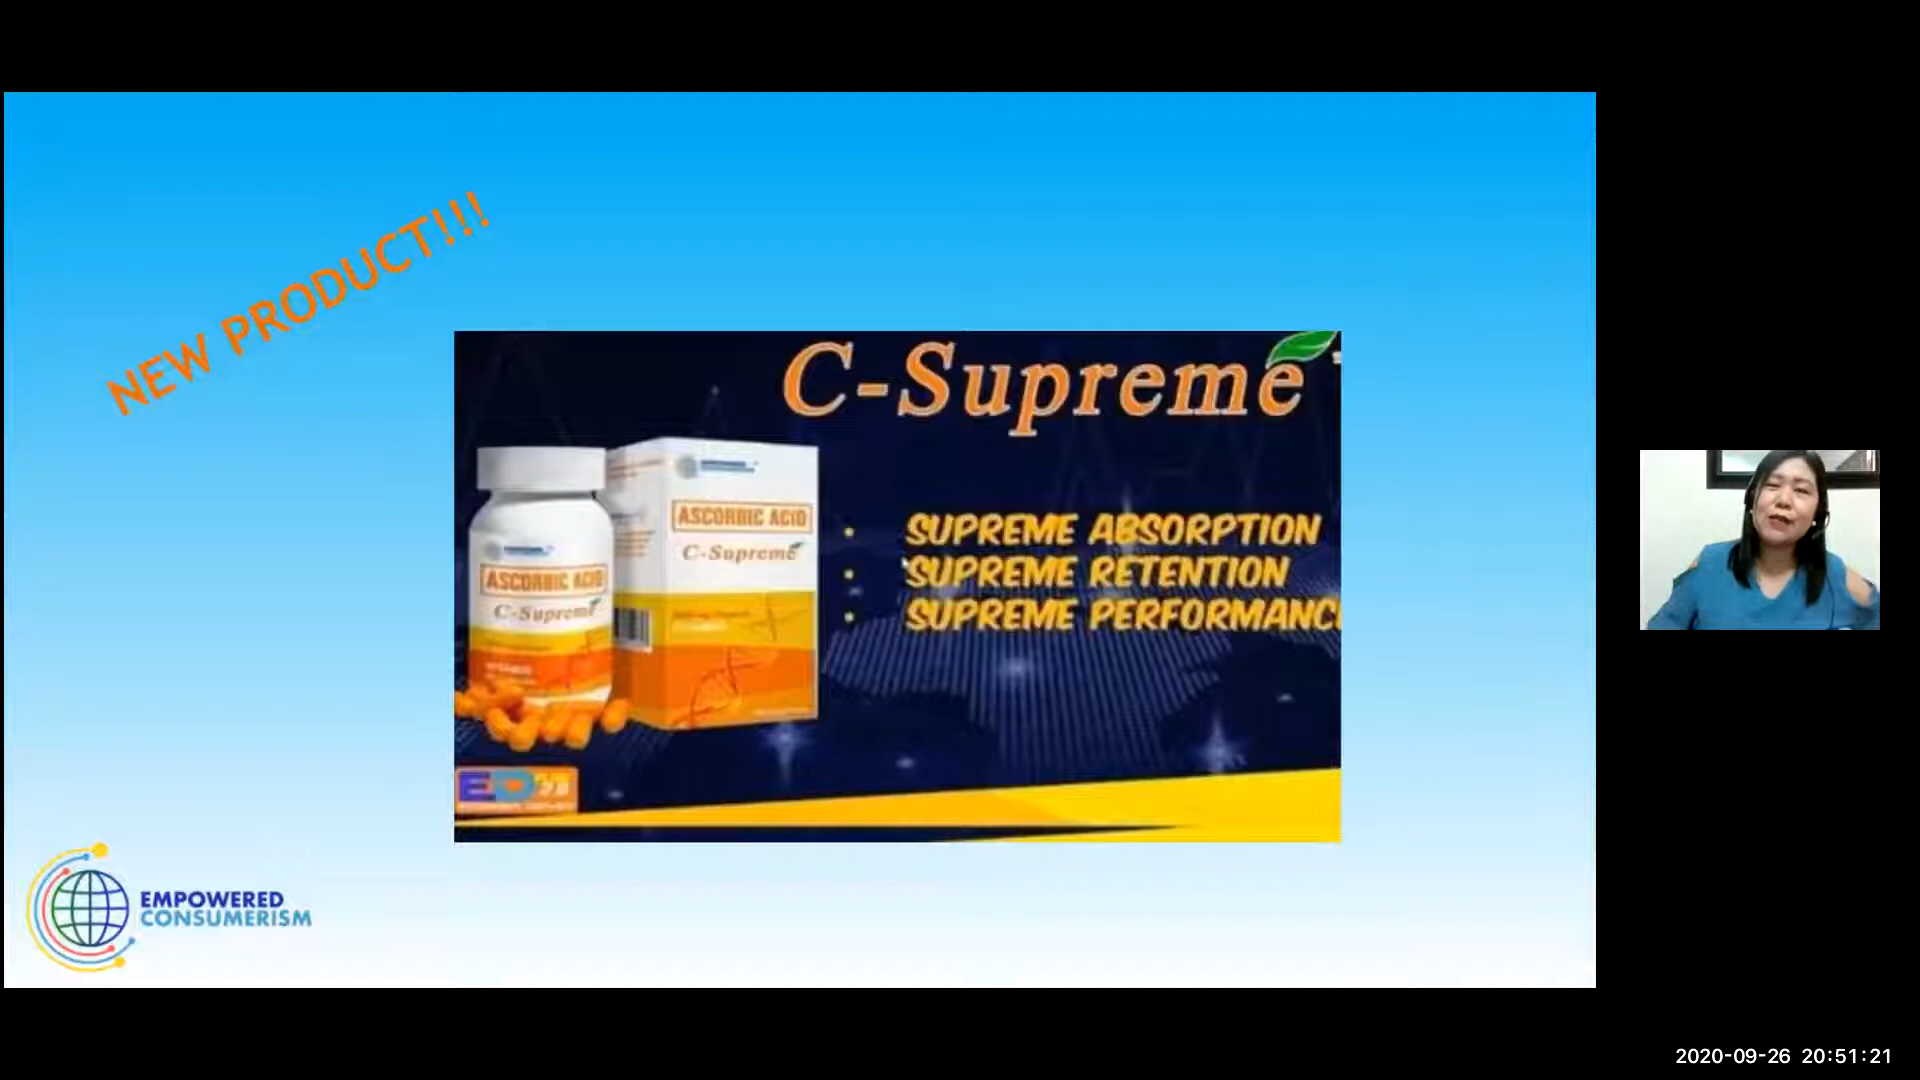 NEW PRODUCT!!!
C-Supreme
ASCORBIC ACID
C-Supreme
ASCORBIC ACID
C-Supreme
• SUPREME ABSORPTION
• SUPREME RETENTION
• SUPREME PERFORMANC
EMPOWERED
CONSUMERISM
2020-09-26 20:51:21